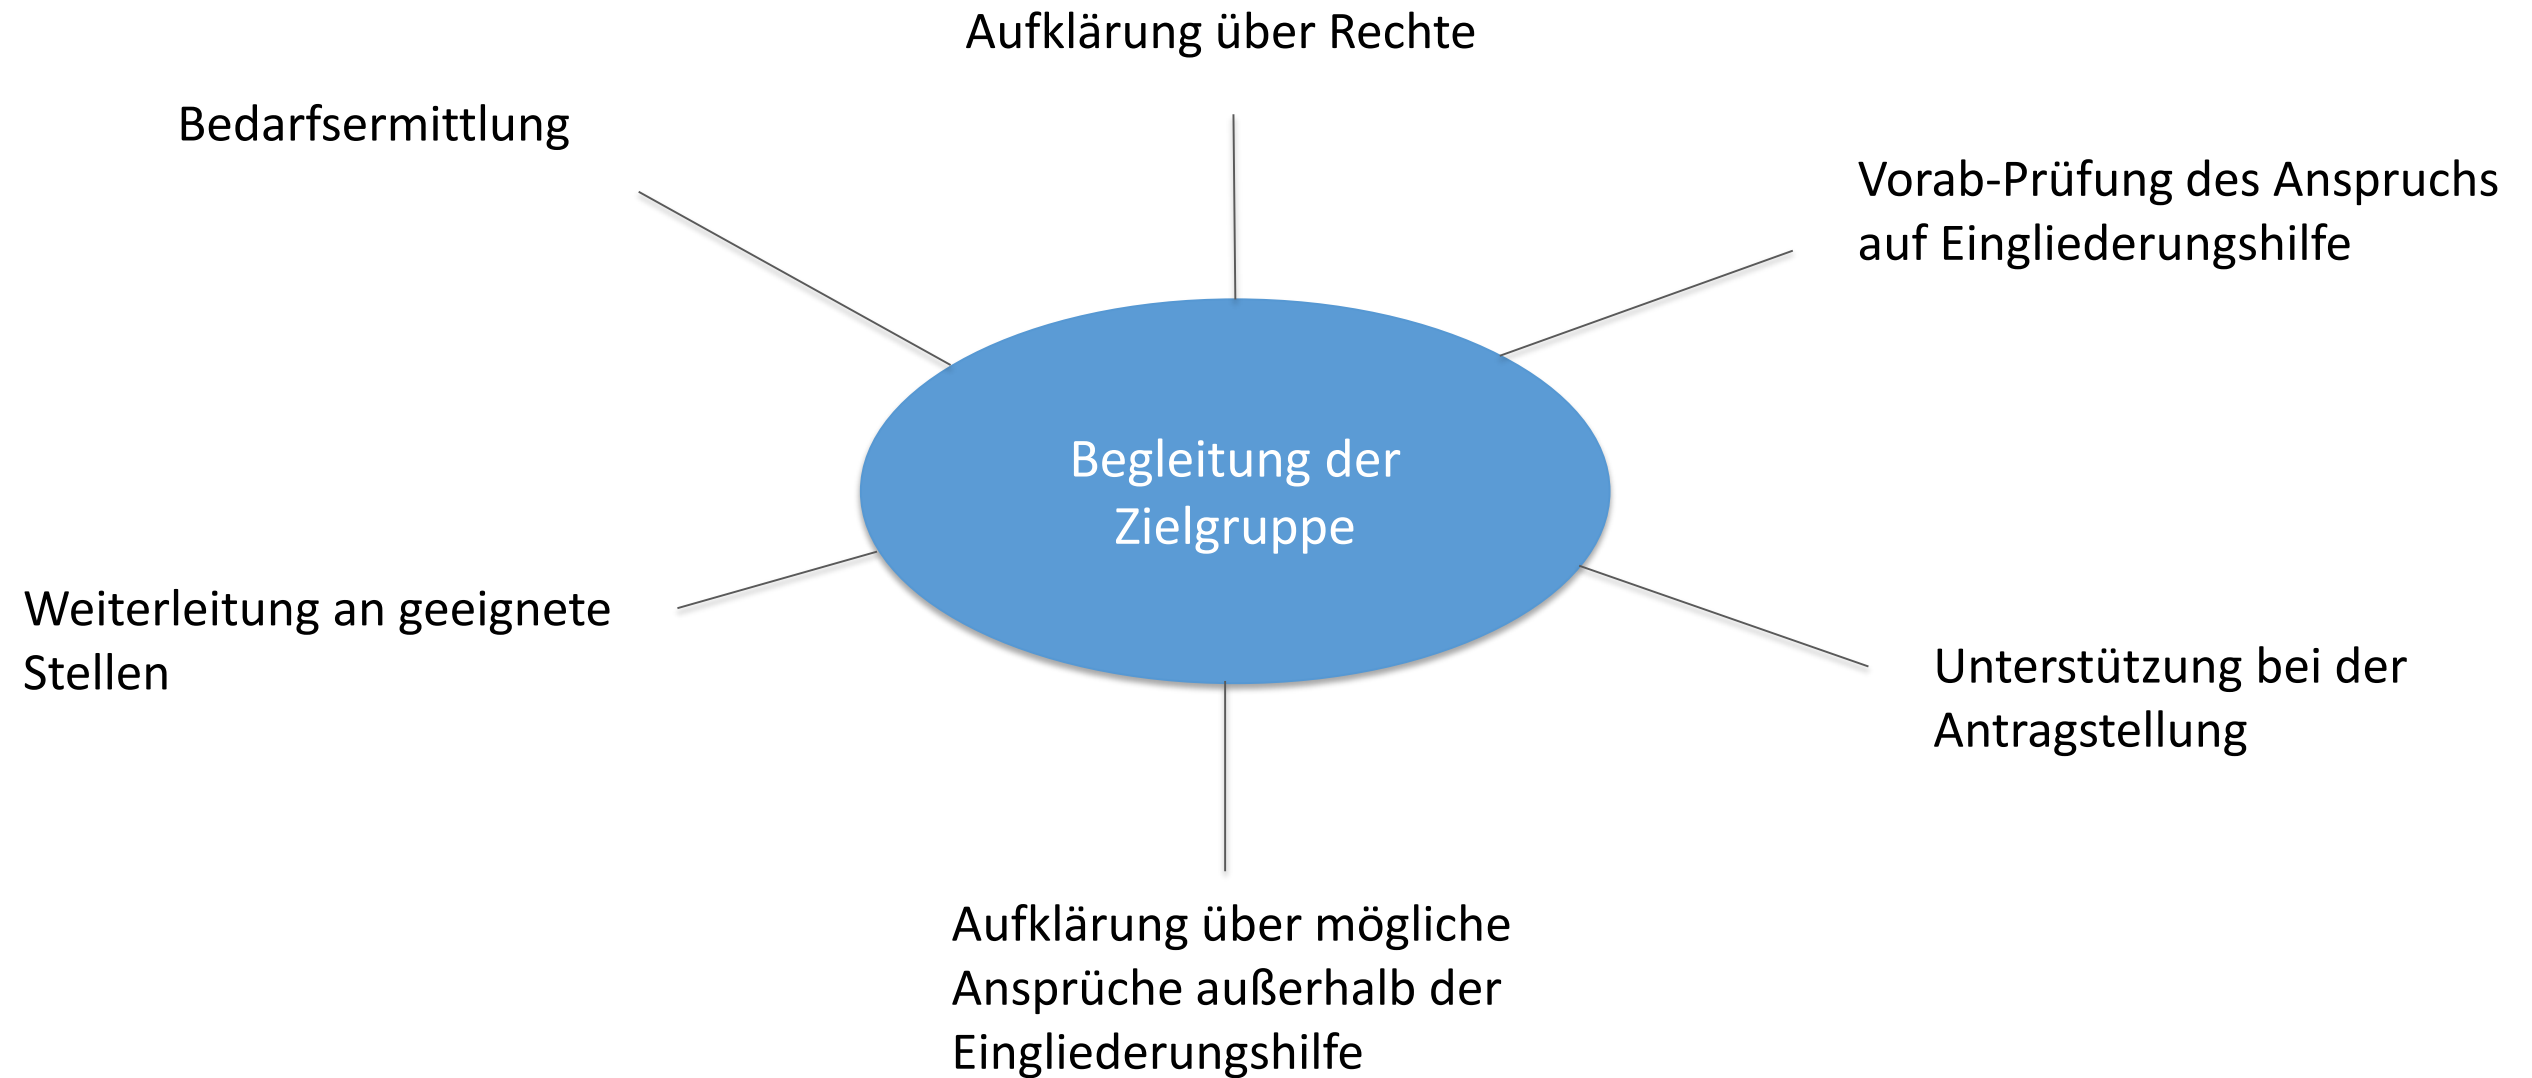 Aufklärung über Rechte
Bedarfsermittlung
Vorab-Prüfung des Anspruchs
auf Eingliederungshilfe
Begleitung der
Zielgruppe
Weiterleitung an geeignete
Stellen
Unterstützung bei der
Antragstellung
Aufklärung über mögliche
Ansprüche außerhalb der
Eingliederungshilfe